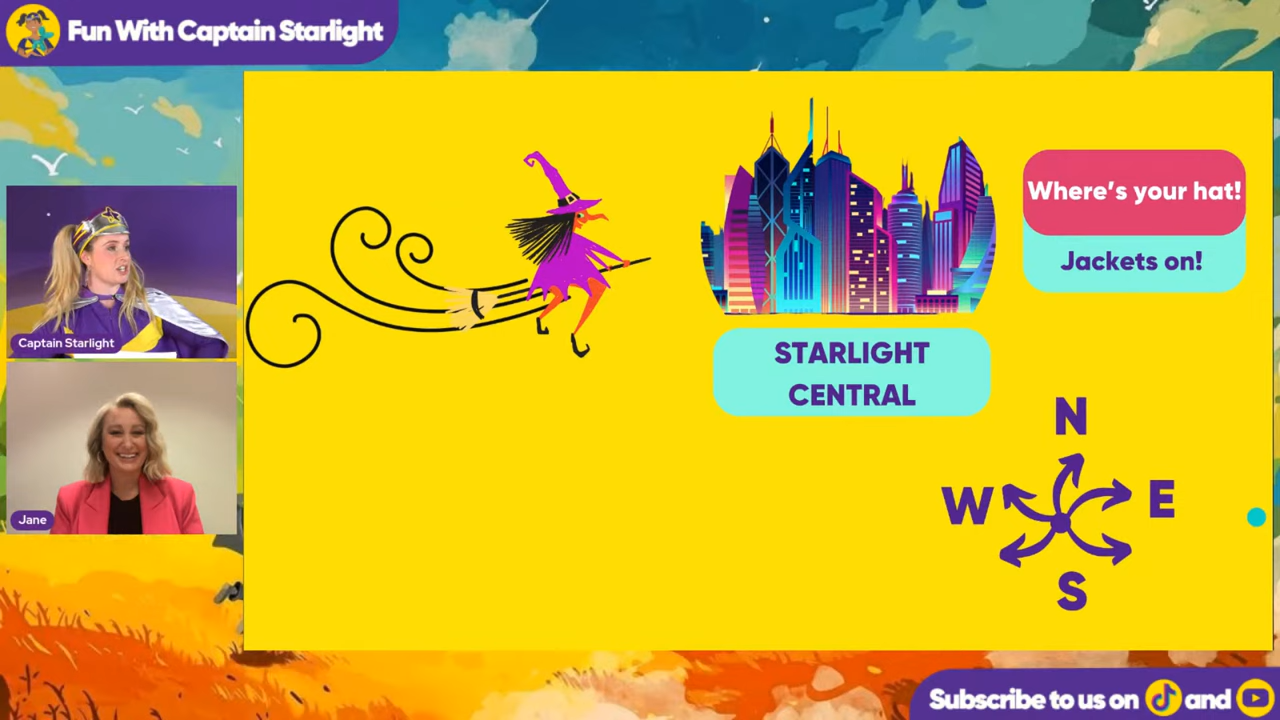 Fun With Captain Starlight
Where's your hat!
Jackets on!
Captain Starlight
STARLIGHT
CENTRAL
N
W
E
S
Jane
Subscribe to us on and